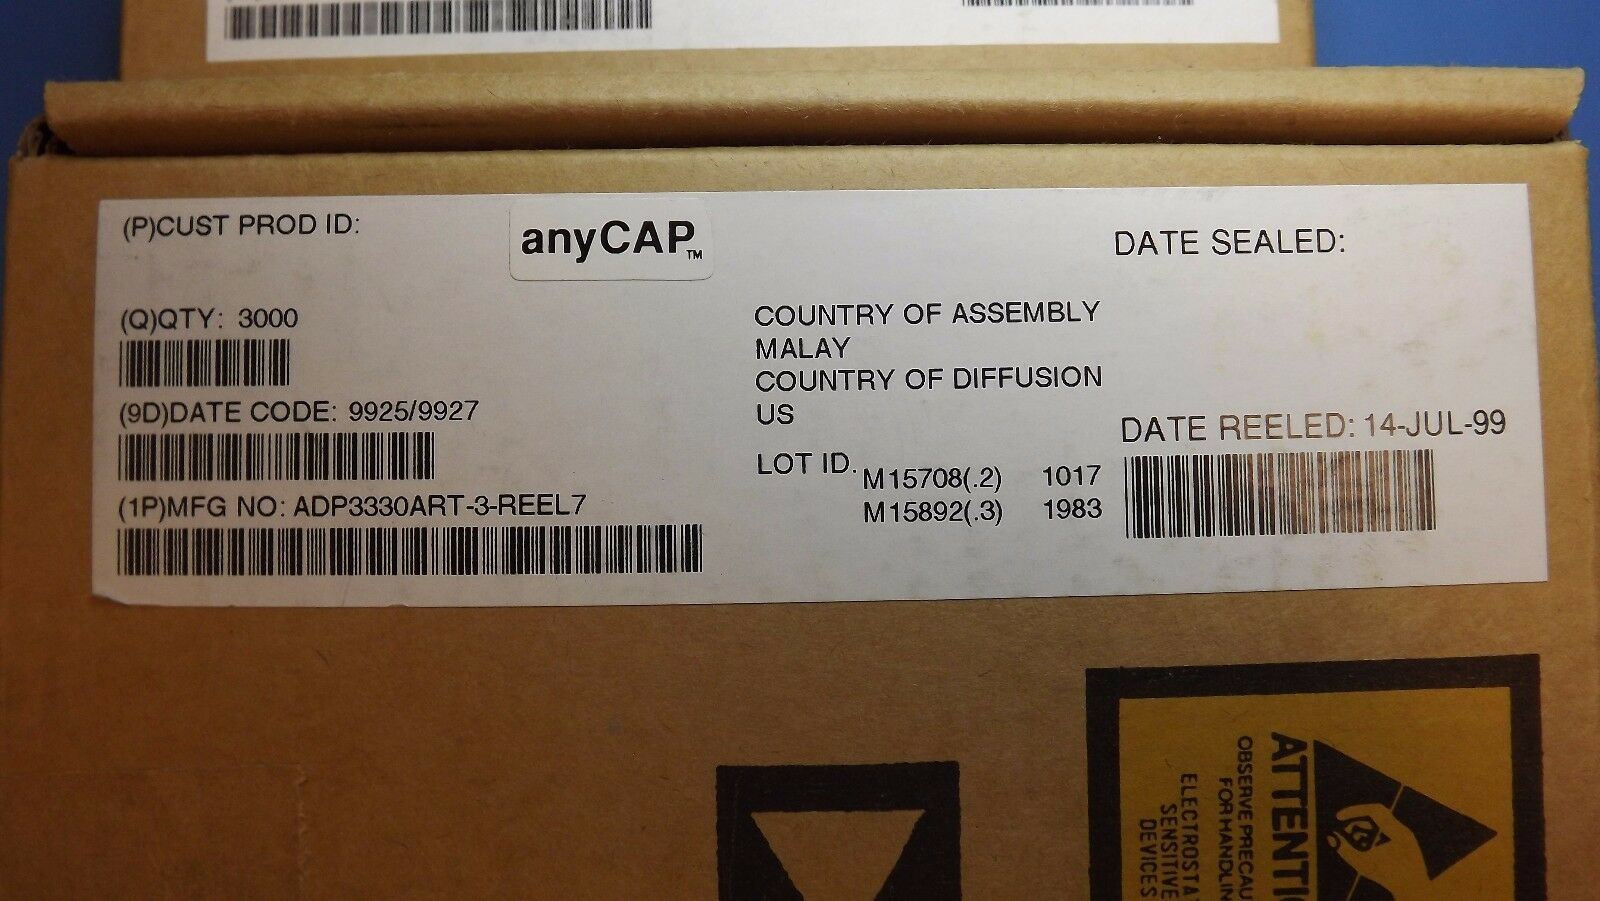 (P)CUST PROD ID:
anyCAP™
DATE SEALED:
(Q)QTY: 3000
(9D)DATE CODE: 9925/9927
(1P)MFG NO: ADP3330ART-3-REEL7
COUNTRY OF ASSEMBLY
MALAY
COUNTRY OF DIFFUSION
US
LOT ID. M15708(.2) 1017
M15892(.3) 1983
DATE REELED: 14-JUL-99
ATTENTIO
OBSERVE PRECAU
FOR HANDLIN
ELECTROSTA
SENSITIVE
DEVICES